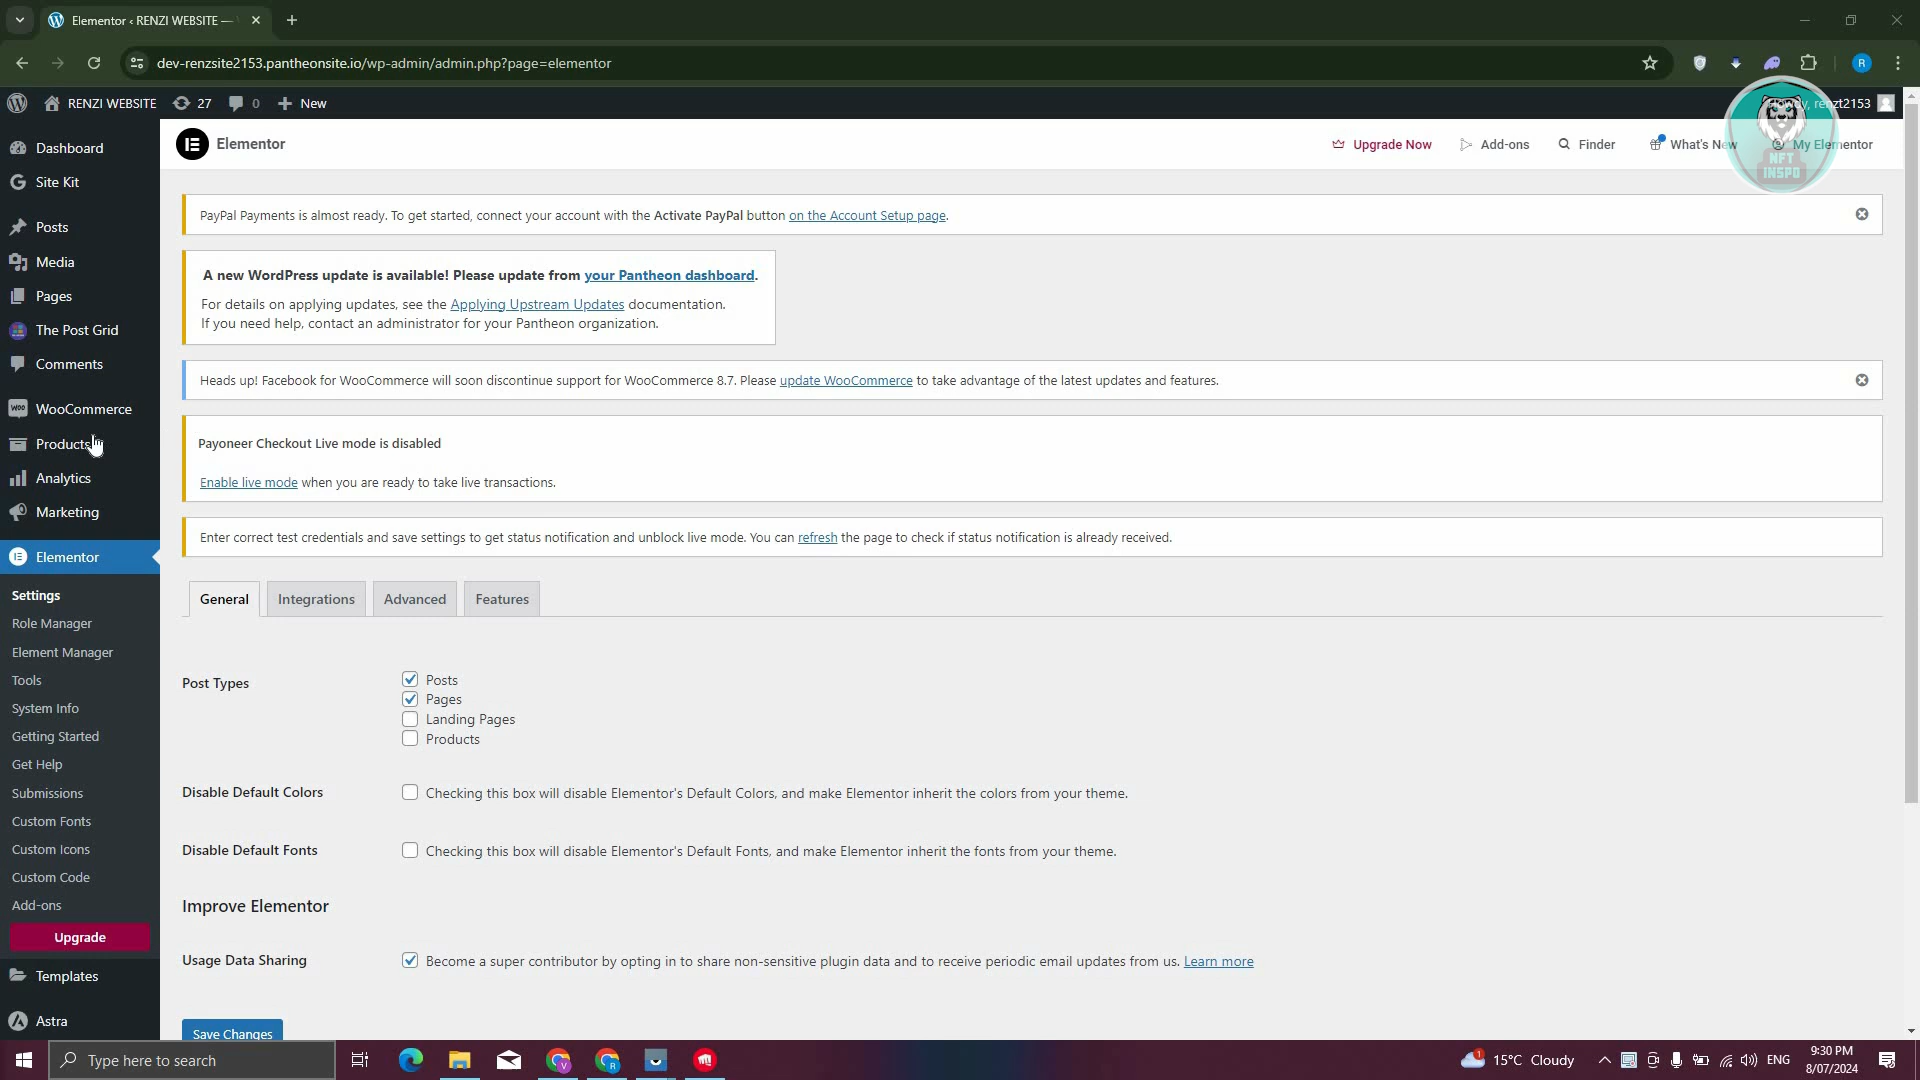 Elementor ‹ RENZI WEBSITE —
dev-renzsite2153.pantheonsite.io/wp-admin/admin.php?page=elementor
R
RENZI WEBSITE
27
0
New
renzt2153
Dashboard
Site Kit
Posts
Media
Pages
The Post Grid
Comments
WooCommerce
Products
Analytics
Marketing
Elementor
Settings
Role Manager
Element Manager
Tools
System Info
Getting Started
Get Help
Submissions
Custom Fonts
Custom Icons
Custom Code
Add-ons
Upgrade
Templates
Astra
Elementor
Upgrade Now
Add-ons
Finder
What's New
My Elementor
NFT
INSPO
PayPal Payments is almost ready. To get started, connect your account with the Activate PayPal button on the Account Setup page.
A new WordPress update is available! Please update from your Pantheon dashboard.
For details on applying updates, see the Applying Upstream Updates documentation.
If you need help, contact an administrator for your Pantheon organization.
Heads up! Facebook for WooCommerce will soon discontinue support for WooCommerce 8.7. Please update WooCommerce to take advantage of the latest updates and features.
Payoneer Checkout Live mode is disabled
Enable live mode when you are ready to take live transactions.
Enter correct test credentials and save settings to get status notification and unblock live mode. You can refresh the page to check if status notification is already received.
General
Integrations
Advanced
Features
Post Types
Posts
Pages
Landing Pages
Products
Disable Default Colors
Checking this box will disable Elementor's Default Colors, and make Elementor inherit the colors from your theme.
Disable Default Fonts
Checking this box will disable Elementor's Default Fonts, and make Elementor inherit the fonts from your theme.
Improve Elementor
Usage Data Sharing
Become a super contributor by opting in to share non-sensitive plugin data and to receive periodic email updates from us. Learn more
Save Changes
Type here to search
15°C Cloudy
ENG
9:30 PM
8/07/2024